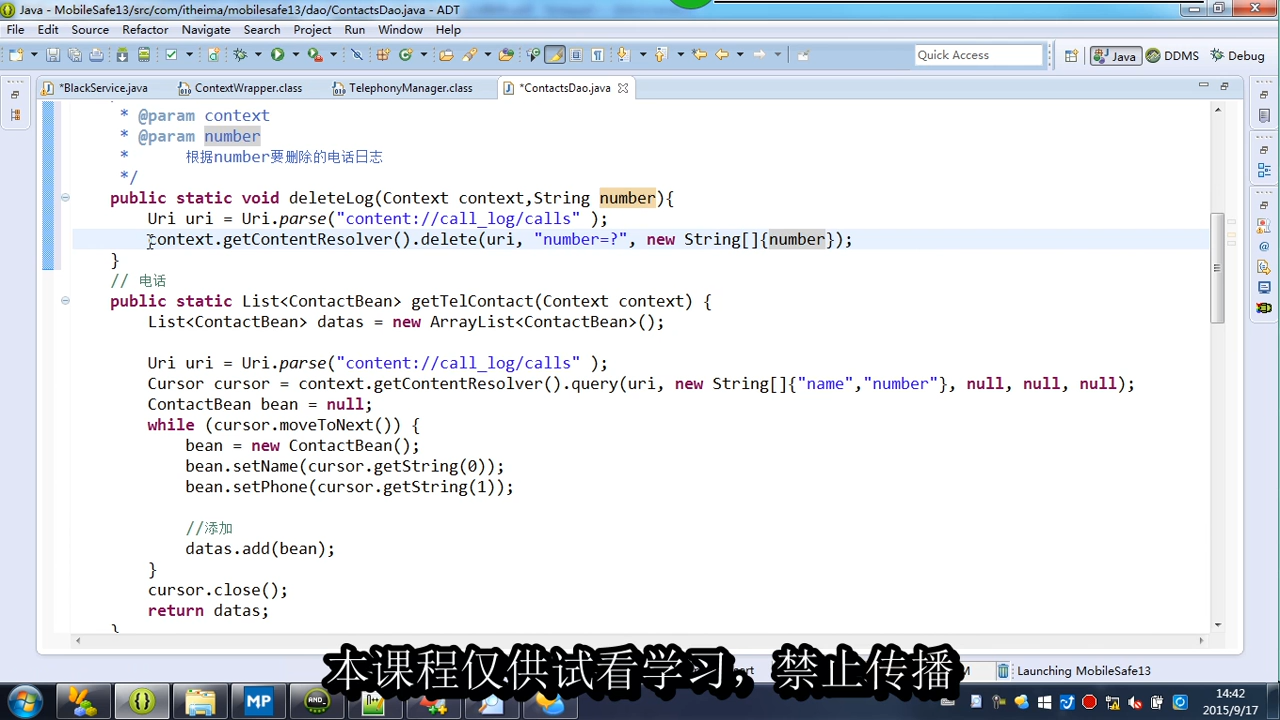 Java - MobileSafe13/src/com/itheima/mobilesafe13/dao/ContactsDao.java - ADT
File Edit Source Refactor Navigate Search Project Run Window Help
Quick Access
Java
DDMS
Debug
*BlackService.java
ContextWrapper.class
TelephonyManager.class
*ContactsDao.java
* @param context
* @param number
* 根据number要删除的电话日志
*/
public static void deleteLog(Context context,String number){
Uri uri = Uri.parse("content://call_log/calls" );
context.getContentResolver().delete(uri, "number=?", new String[]{number});
}
// 电话
public static List<ContactBean> getTelContact(Context context) {
List<ContactBean> datas = new ArrayList<ContactBean>();
Uri uri = Uri.parse("content://call_log/calls" );
Cursor cursor = context.getContentResolver().query(uri, new String[]{"name","number"}, null, null, null);
ContactBean bean = null;
while (cursor.moveToNext()) {
bean = new ContactBean();
bean.setName(cursor.getString(0));
bean.setPhone(cursor.getString(1));
//添加
datas.add(bean);
}
cursor.close();
return datas;
本课程仅供试看学习，禁止传播
Launching MobileSafe13
MP
AND
14:42
2015/9/17